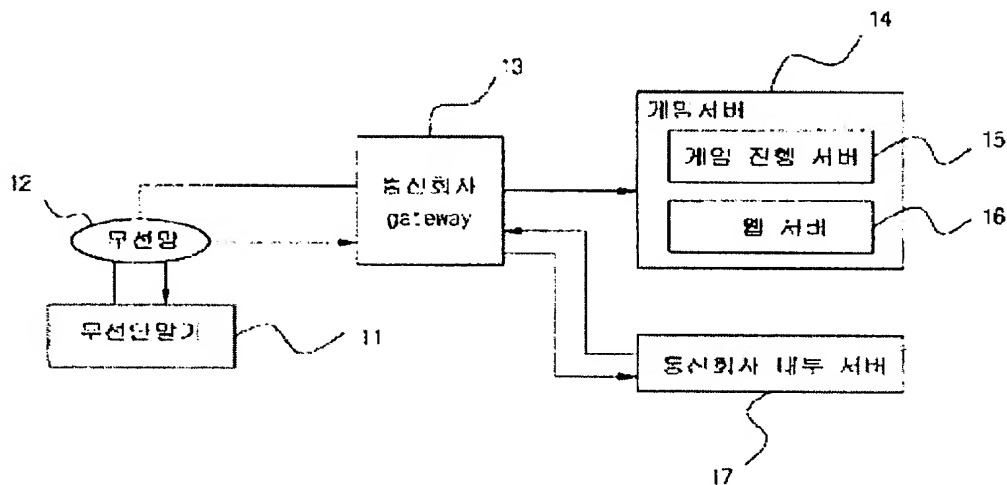 14
13
게임서버
게임 진행 서버
15
12
통신회사
gateway
무선망
웹 서버
16
무선단말기
11
통신회사 내부 서버
17